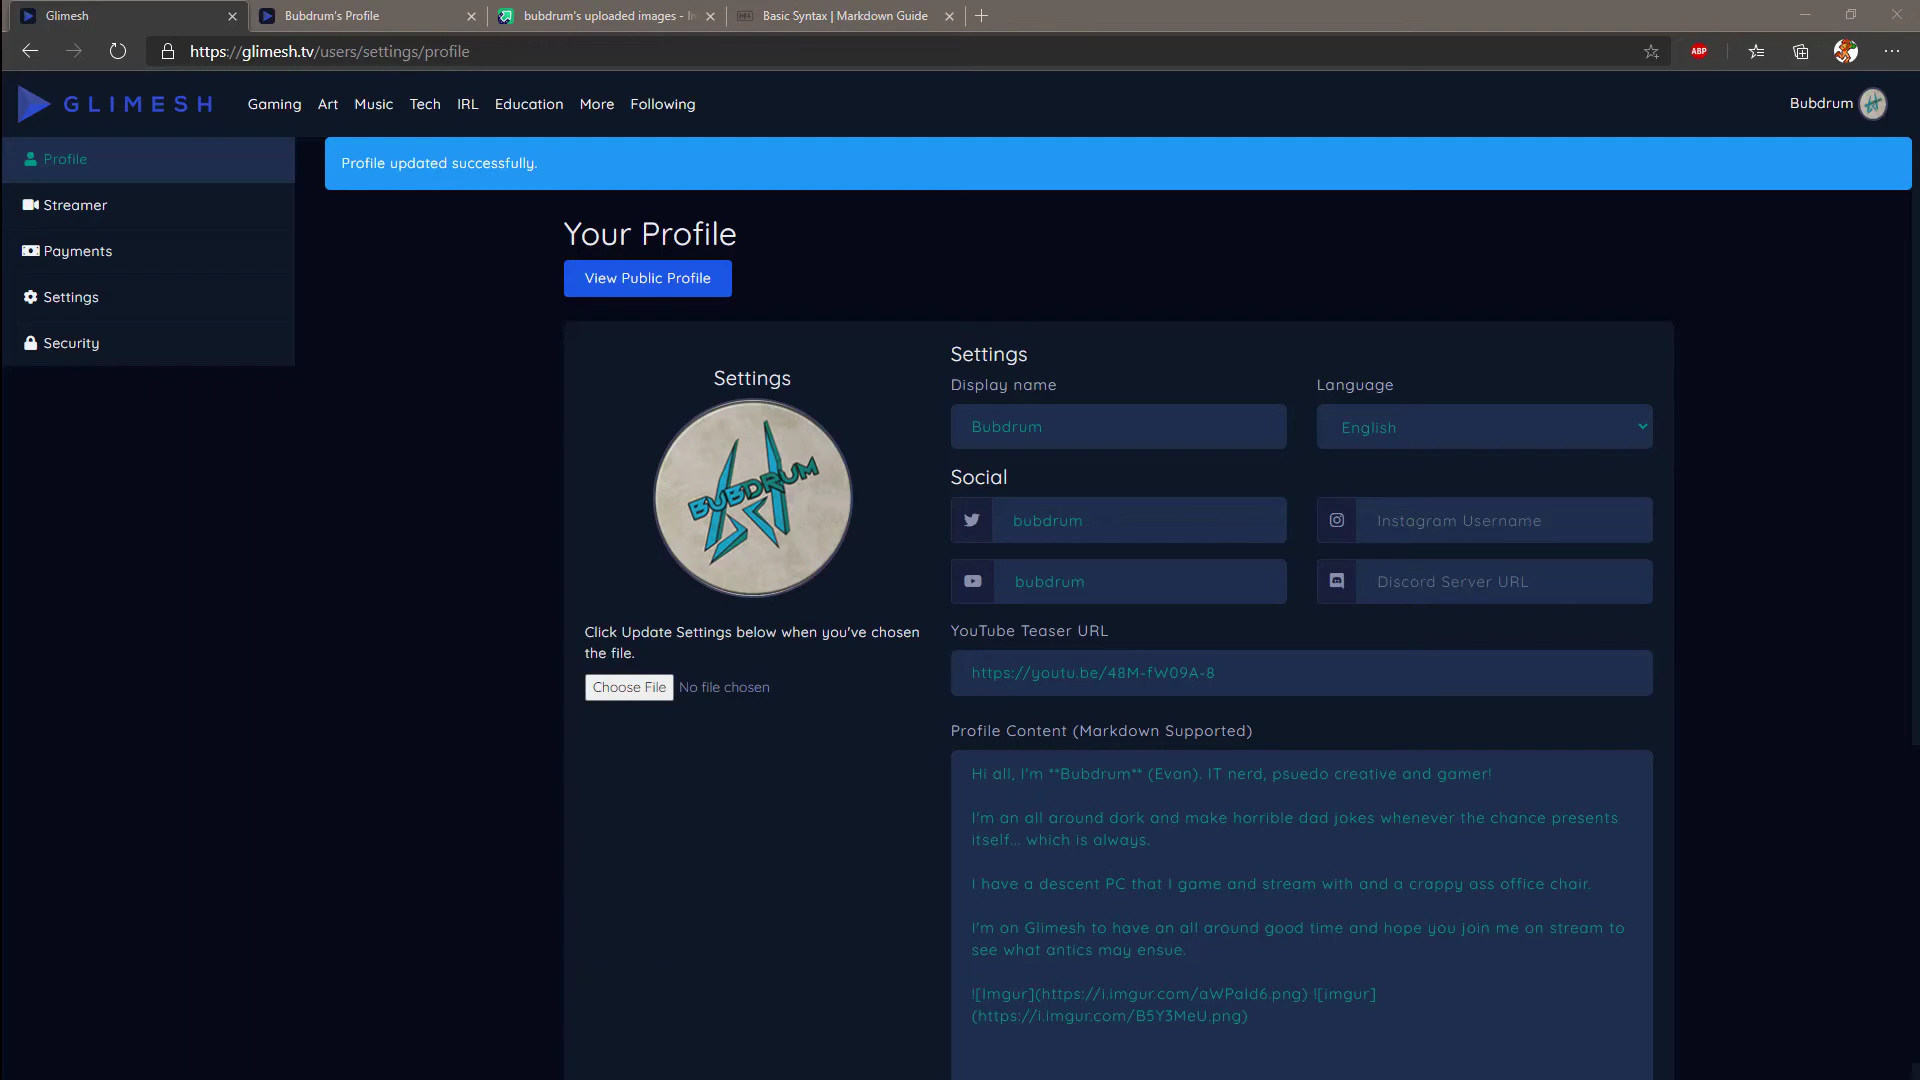 Glimesh
Bubdrum's Profile
bubdrum's uploaded images - In
Basic Syntax | Markdown Guide
https://glimesh.tv/users/settings/profile
ABP
GLIMESH
Gaming Art Music Tech IRL Education More Following
Bubdrum
Profile
Streamer
Payments
Settings
Security
Profile updated successfully.
Your Profile
View Public Profile
Settings
BUBDRUM
Click Update Settings below when you've chosen
the file.
Choose File No file chosen
Settings
Display name
Language
Bubdrum
English
Social
bubdrum
Instagram Username
bubdrum
Discord Server URL
YouTube Teaser URL
https://youtu.be/48M-fW09A-8
Profile Content (Markdown Supported)
Hi all, I'm **Bubdrum** (Evan). IT nerd, psuedo creative and gamer!
I'm an all around dork and make horrible dad jokes whenever the chance presents
itself... which is always.
I have a descent PC that I game and stream with and a crappy ass office chair.
I'm on Glimesh to have an all around good time and hope you join me on stream to
see what antics may ensue.
![Imgur](https://i.imgur.com/aWPaId6.png) ![imgur]
(https://i.imgur.com/B5Y3MeU.png)